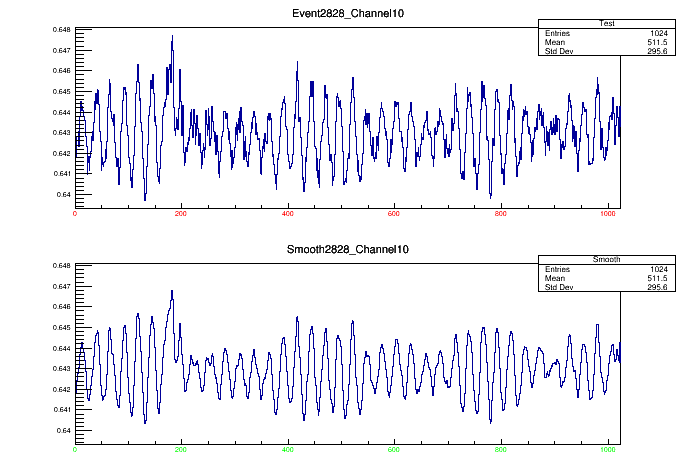 Event2828_Channel10
Test
Entries 1024
Mean 511.5
Std Dev 295.6
0.648
0.647
0.646
0.645
0.644
0.643
0.642
0.641
0.64
0 200 400 600 800 1000
Smooth2828_Channel10
Smooth
Entries 1024
Mean 511.5
Std Dev 295.6
0.648
0.647
0.646
0.645
0.644
0.643
0.642
0.641
0.64
0 200 400 600 800 1000